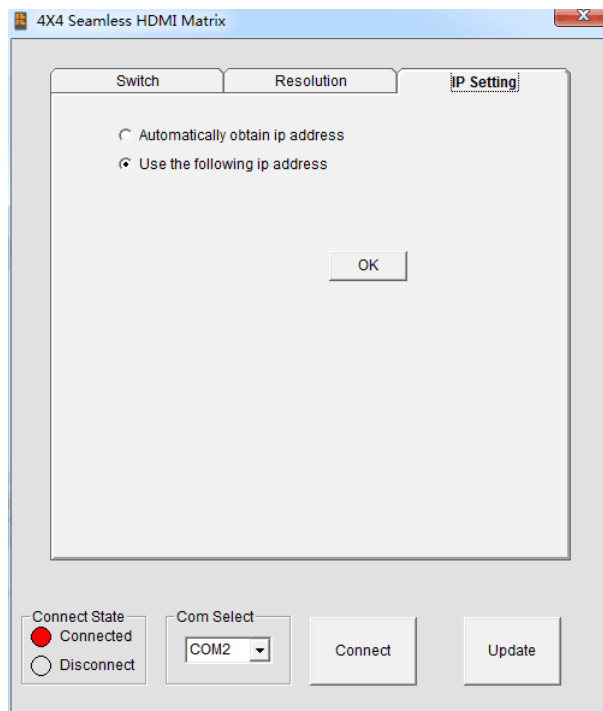 4X4 Seamless HDMI Matrix
X
Switch
Resolution
IP Setting
Automatically obtain ip address
Use the following ip address
OK
Connect State
Connected
Disconnect
Com Select
COM2
Connect
Update